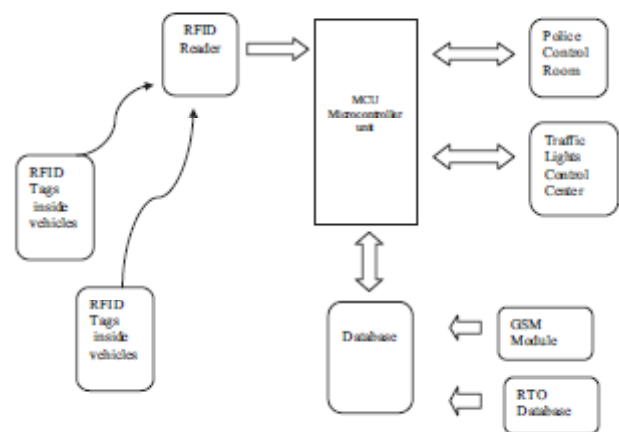 RFID
Reader
MCU
Microcontroller
unit
Police
Control
Room
Traffic
Lights
Control
Center
RFID
Tags
inside
vehicles
RFID
Tags
inside
vehicles
Database
GSM
Module
RTO
Database